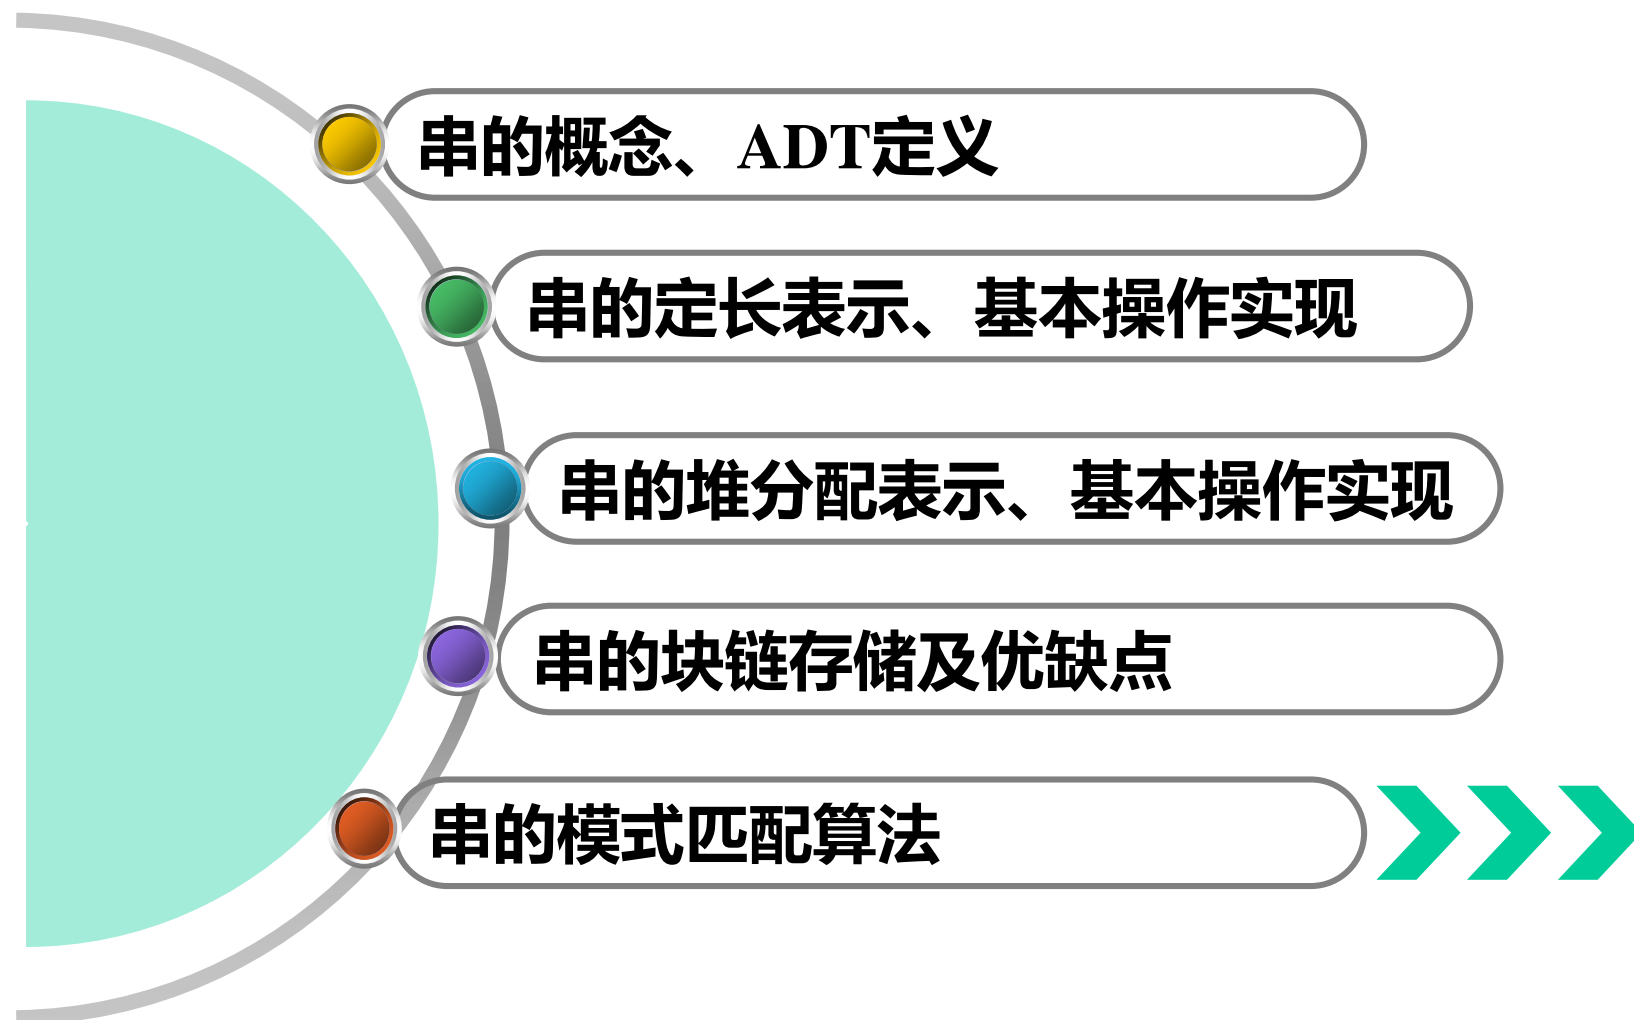 串的概念、ADT定义
串的定长表示、基本操作实现
串的堆分配表示、基本操作实现
串的块链存储及优缺点
串的模式匹配算法